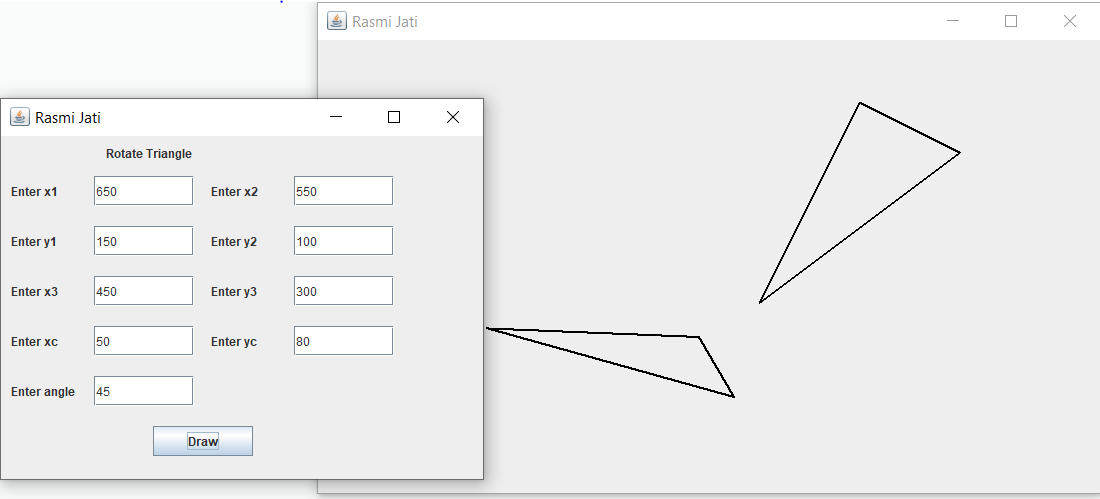 Rasmi Jati
Rasmi Jati
Rotate Triangle
Enter x1 650 Enter x2 550
Enter y1 150 Enter y2 100
Enter x3 450 Enter y3 300
Enter xc 50 Enter yc 80
Enter angle 45
Draw